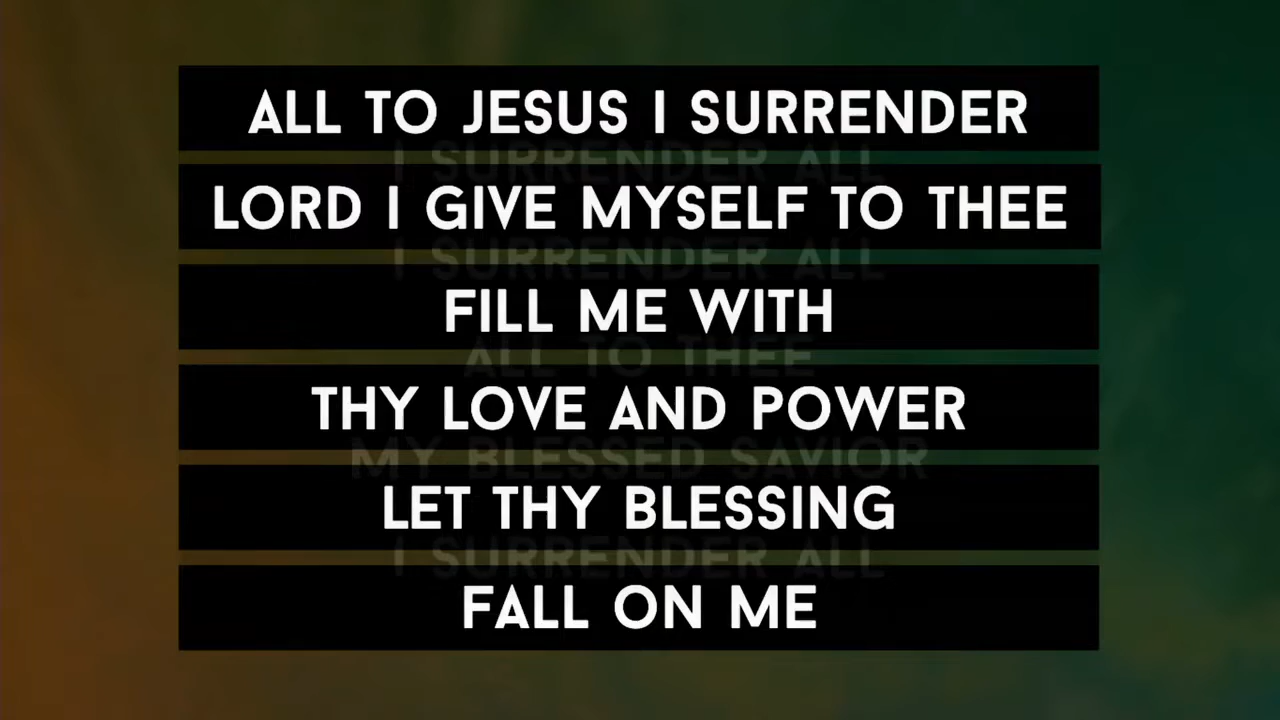 ALL TO JESUS I SURRENDER
I SURRENDER ALL
LORD I GIVE MYSELF TO THEE
I SURRENDER ALL
FILL ME WITH
ALL TO THEE
THY LOVE AND POWER
MY BLESSED SAVIOR
LET THY BLESSING
I SURRENDER ALL
FALL ON ME